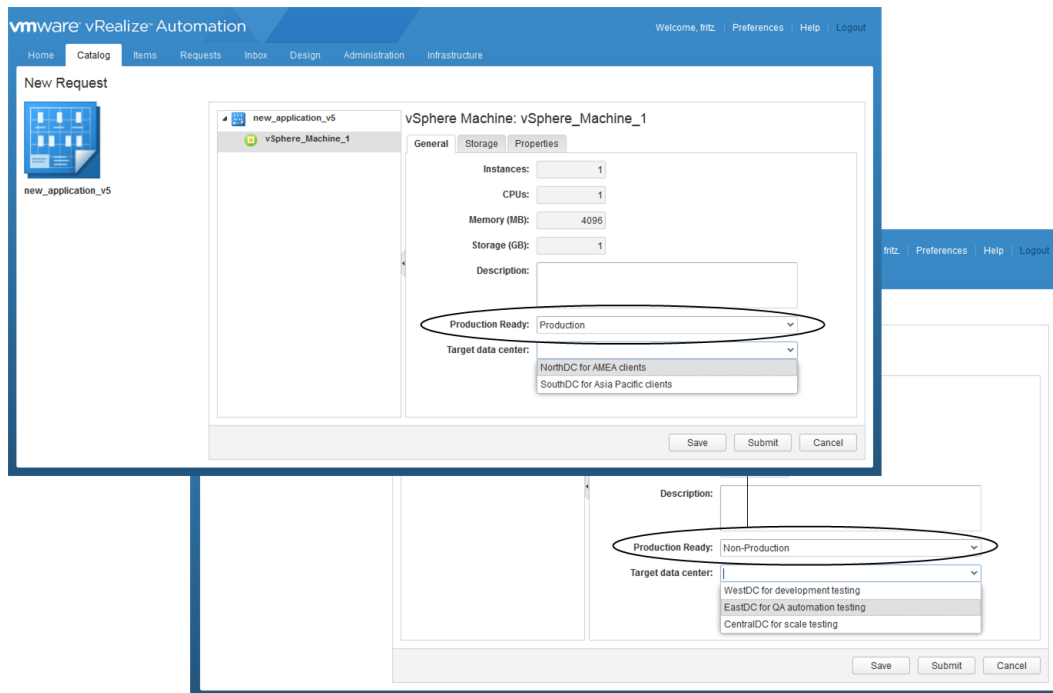 vmware vRealize™ Automation
Welcome, fritz. | Preferences | Help | Logout
Home Catalog Items Requests Inbox Design Administration Infrastructure
New Request
new_application_v5
new_application_v5
vSphere_Machine_1
vSphere Machine: vSphere_Machine_1
General Storage Properties
Instances: 1
CPUs: 1
Memory (MB): 4096
Storage (GB): 1
Description:
Production Ready: Production
Target data center:
NorthDC for AMEA clients
SouthDC for Asia Pacific clients
Save Submit Cancel
fritz. | Preferences | Help | Logout
Description:
Production Ready: Non-Production
Target data center:
WestDC for development testing
EastDC for QA automation testing
CentralDC for scale testing
Save Submit Cancel